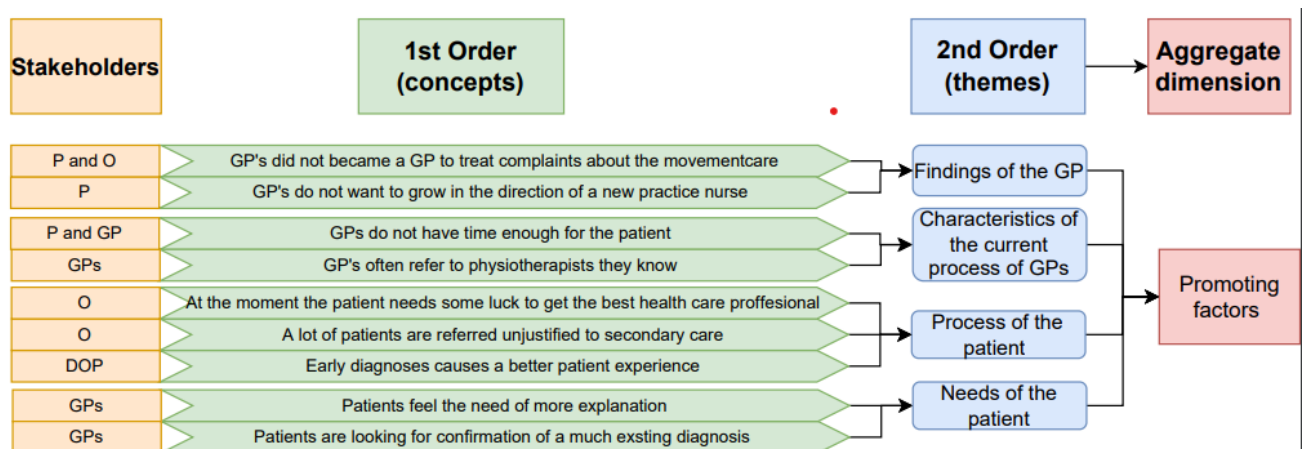 Stakeholders
1st Order
(concepts)
2nd Order
(themes)
Aggregate
dimension
P and O
GP's did not became a GP to treat complaints about the movementcare
P
GP's do not want to grow in the direction of a new practice nurse
Findings of the GP
P and GP
GPs do not have time enough for the patient
GPs
GP's often refer to physiotherapists they know
Characteristics of
the current
process of GPs
O
At the moment the patient needs some luck to get the best health care proffesional
O
A lot of patients are referred unjustified to secondary care
DOP
Early diagnoses causes a better patient experience
Process of the
patient
GPs
Patients feel the need of more explanation
GPs
Patients are looking for confirmation of a much exsting diagnosis
Needs of the
patient
Promoting
factors